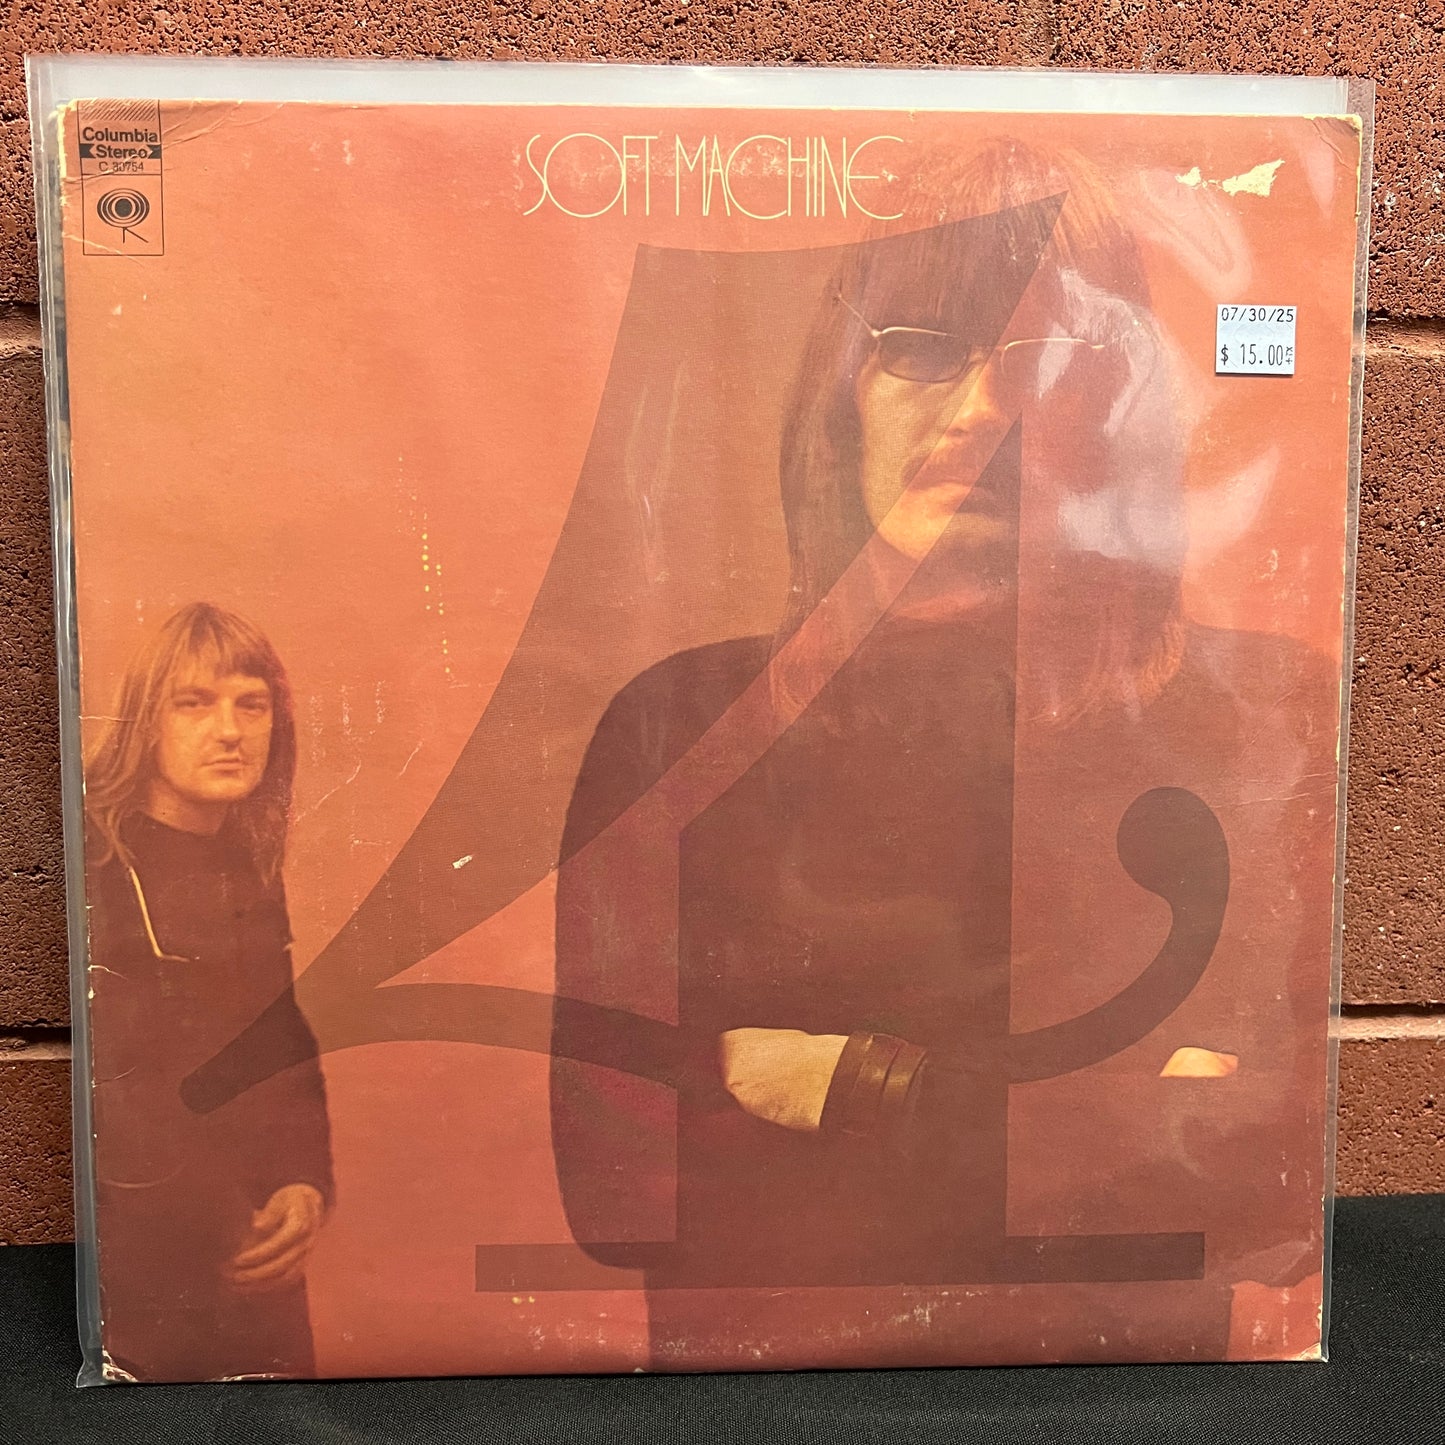 Columbia
Stereo
C 30754
SOFT MACHINE
4
07/30/25
$ 15.00